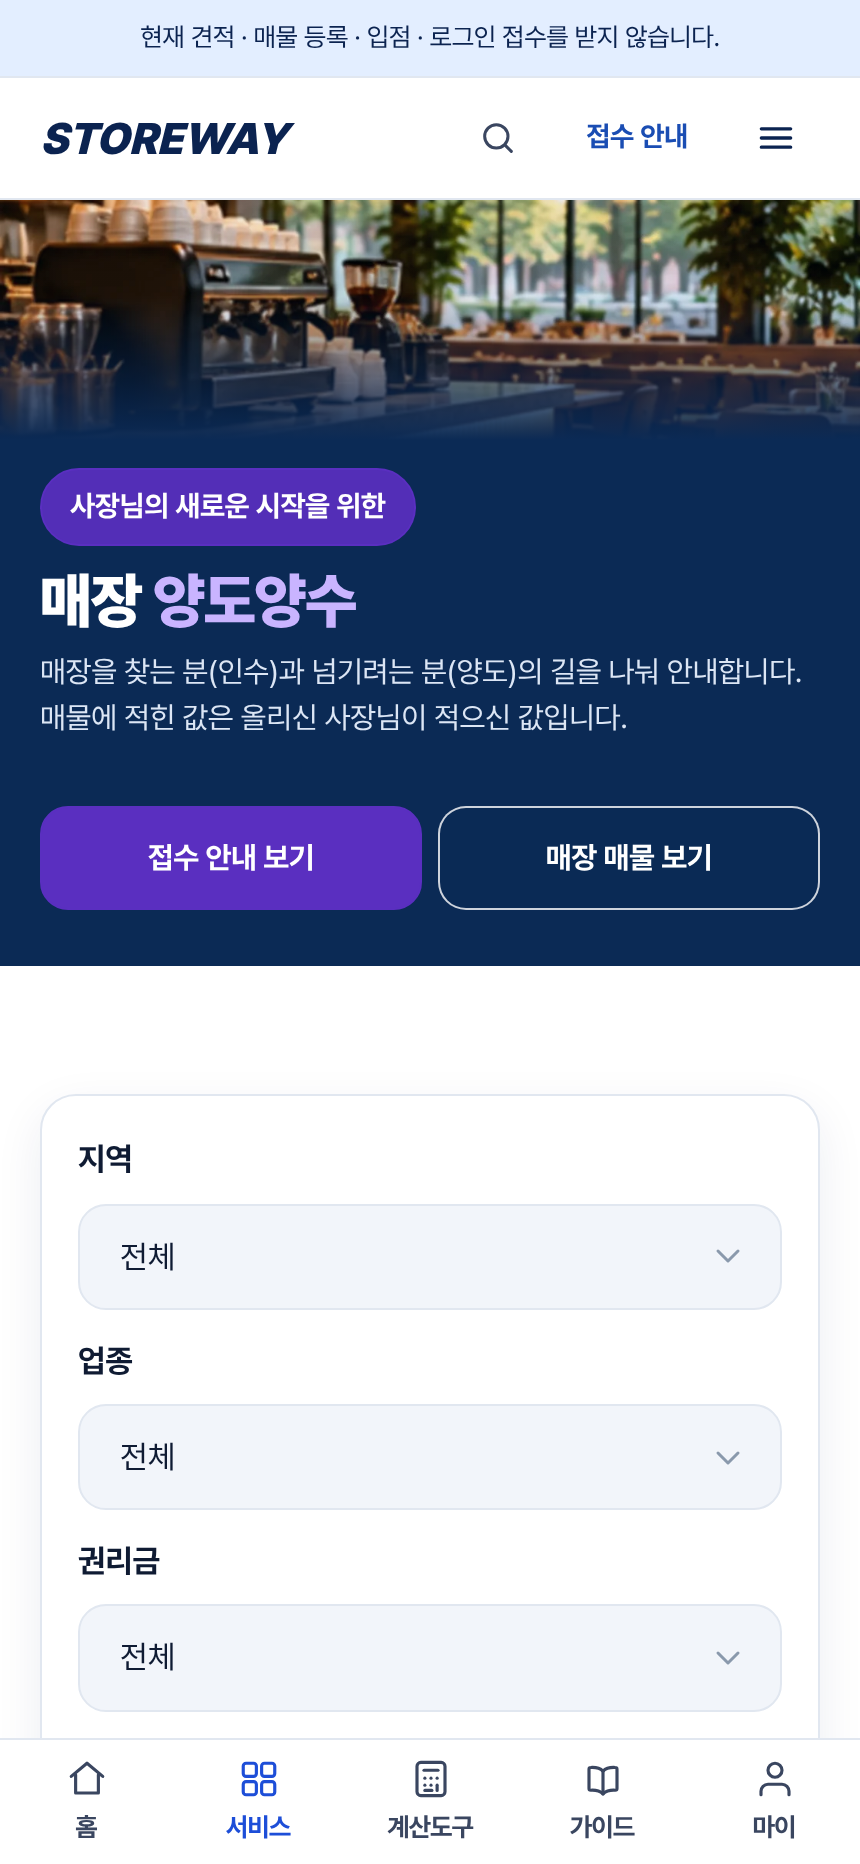 현재 견적 · 매물 등록 · 입점 · 로그인 접수를 받지 않습니다.
STOREWAY
접수 안내
사장님의 새로운 시작을 위한
매장 양도양수
매장을 찾는 분(인수)과 넘기려는 분(양도)의 길을 나눠 안내합니다.
매물에 적힌 값은 올리신 사장님이 적으신 값입니다.
접수 안내 보기
매장 매물 보기
지역
전체
업종
전체
권리금
전체
홈
서비스
계산도구
가이드
마이